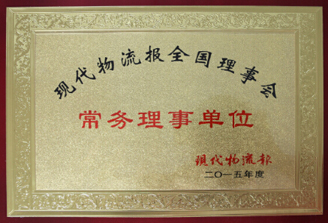 现代物流报全国理事会
常务理事单位
现代物流报
二〇一五年度